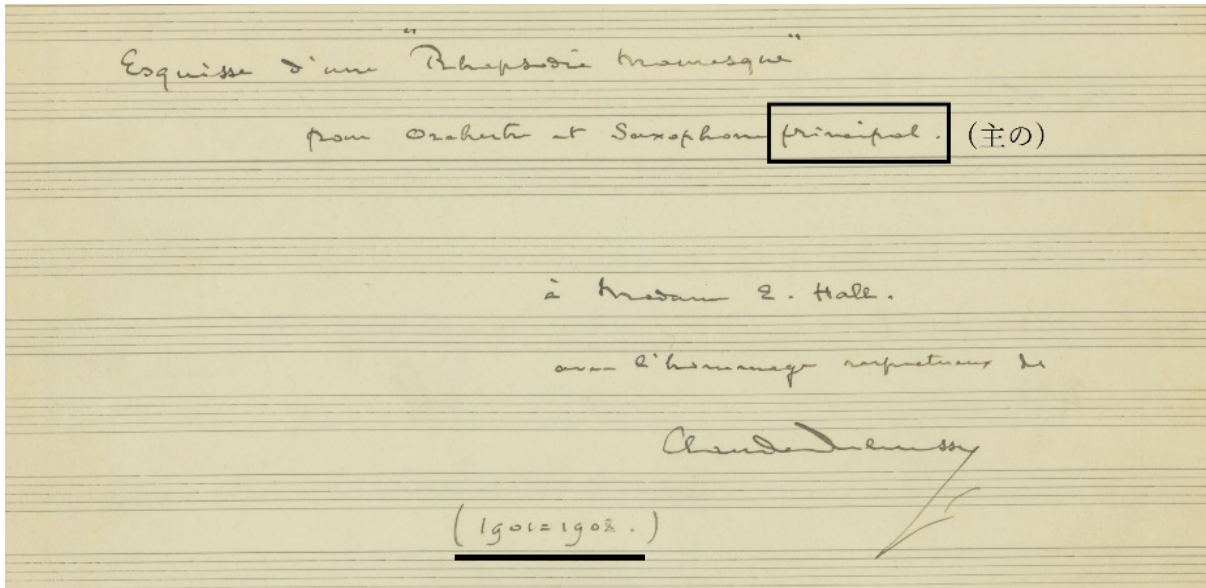 Esquisse d'une "Rhapsodie Mauresque"
pour Orchestre et Saxophone principal. (主の)
à Madame E. Hall.
avec l'hommage respectueux de
Claude Debussy
(1901=1908.)